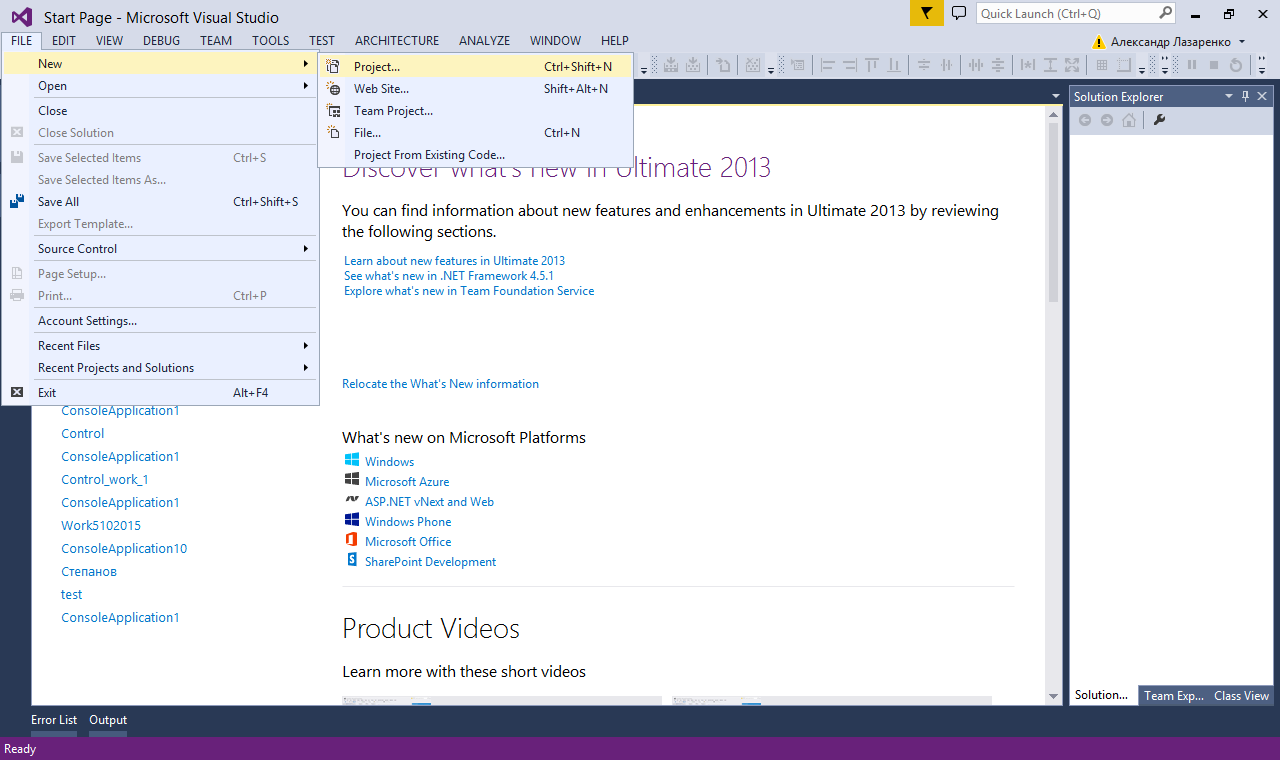 Start Page - Microsoft Visual Studio
Quick Launch (Ctrl+Q)
FILE EDIT VIEW DEBUG TEAM TOOLS TEST ARCHITECTURE ANALYZE WINDOW HELP
Александр Лазаренко
New
Open
Close
Close Solution
Save Selected Items Ctrl+S
Save Selected Items As...
Save All Ctrl+Shift+S
Export Template...
Source Control
Page Setup...
Print... Ctrl+P
Account Settings...
Recent Files
Recent Projects and Solutions
Exit Alt+F4
Project... Ctrl+Shift+N
Web Site... Shift+Alt+N
Team Project...
File... Ctrl+N
Project From Existing Code...
ConsoleApplication1
Control
ConsoleApplication1
Control_work_1
ConsoleApplication1
Work5102015
ConsoleApplication10
Степанов
test
ConsoleApplication1
Discover what's new in Ultimate 2013
You can find information about new features and enhancements in Ultimate 2013 by reviewing
the following sections.
Learn about new features in Ultimate 2013
See what's new in .NET Framework 4.5.1
Explore what's new in Team Foundation Service
Relocate the What's New information
What's new on Microsoft Platforms
Windows
Microsoft Azure
ASP.NET vNext and Web
Windows Phone
Microsoft Office
SharePoint Development
Product Videos
Learn more with these short videos
Solution Explorer
Solution... Team Exp... Class View
Error List Output
Ready